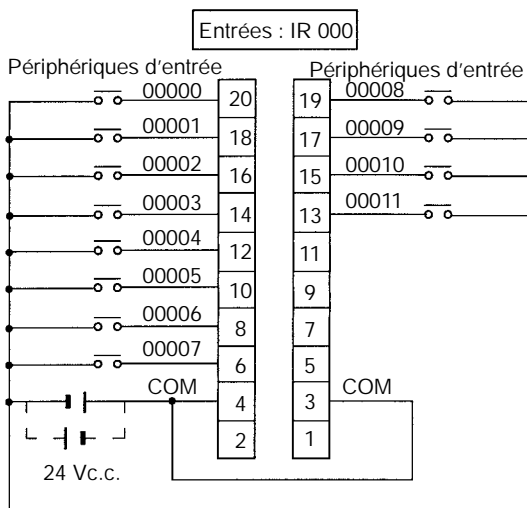 Entrées : IR 000
Périphériques d'entrée Périphériques d'entrée
00000 20 19 00008
00001 18 17 00009
00002 16 15 00010
00003 14 13 00011
00004 12 11
00005 10 9
00006 8 7
00007 6 5
COM 4 3 COM
2 1
24 Vc.c.